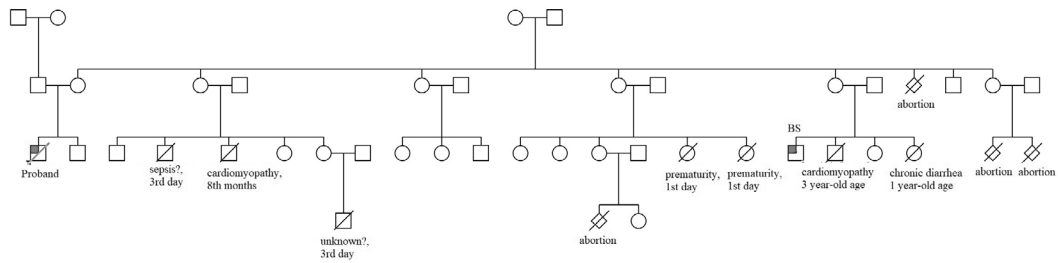 abortion
BS
Proband
sepsis?,
3rd day
cardiomyopathy,
8th months
prematurity,
1st day
prematurity,
1st day
cardiomyopathy
3 year-old age
chronic diarrhea
1 year-old age
abortion
abortion
unknown?,
3rd day
abortion